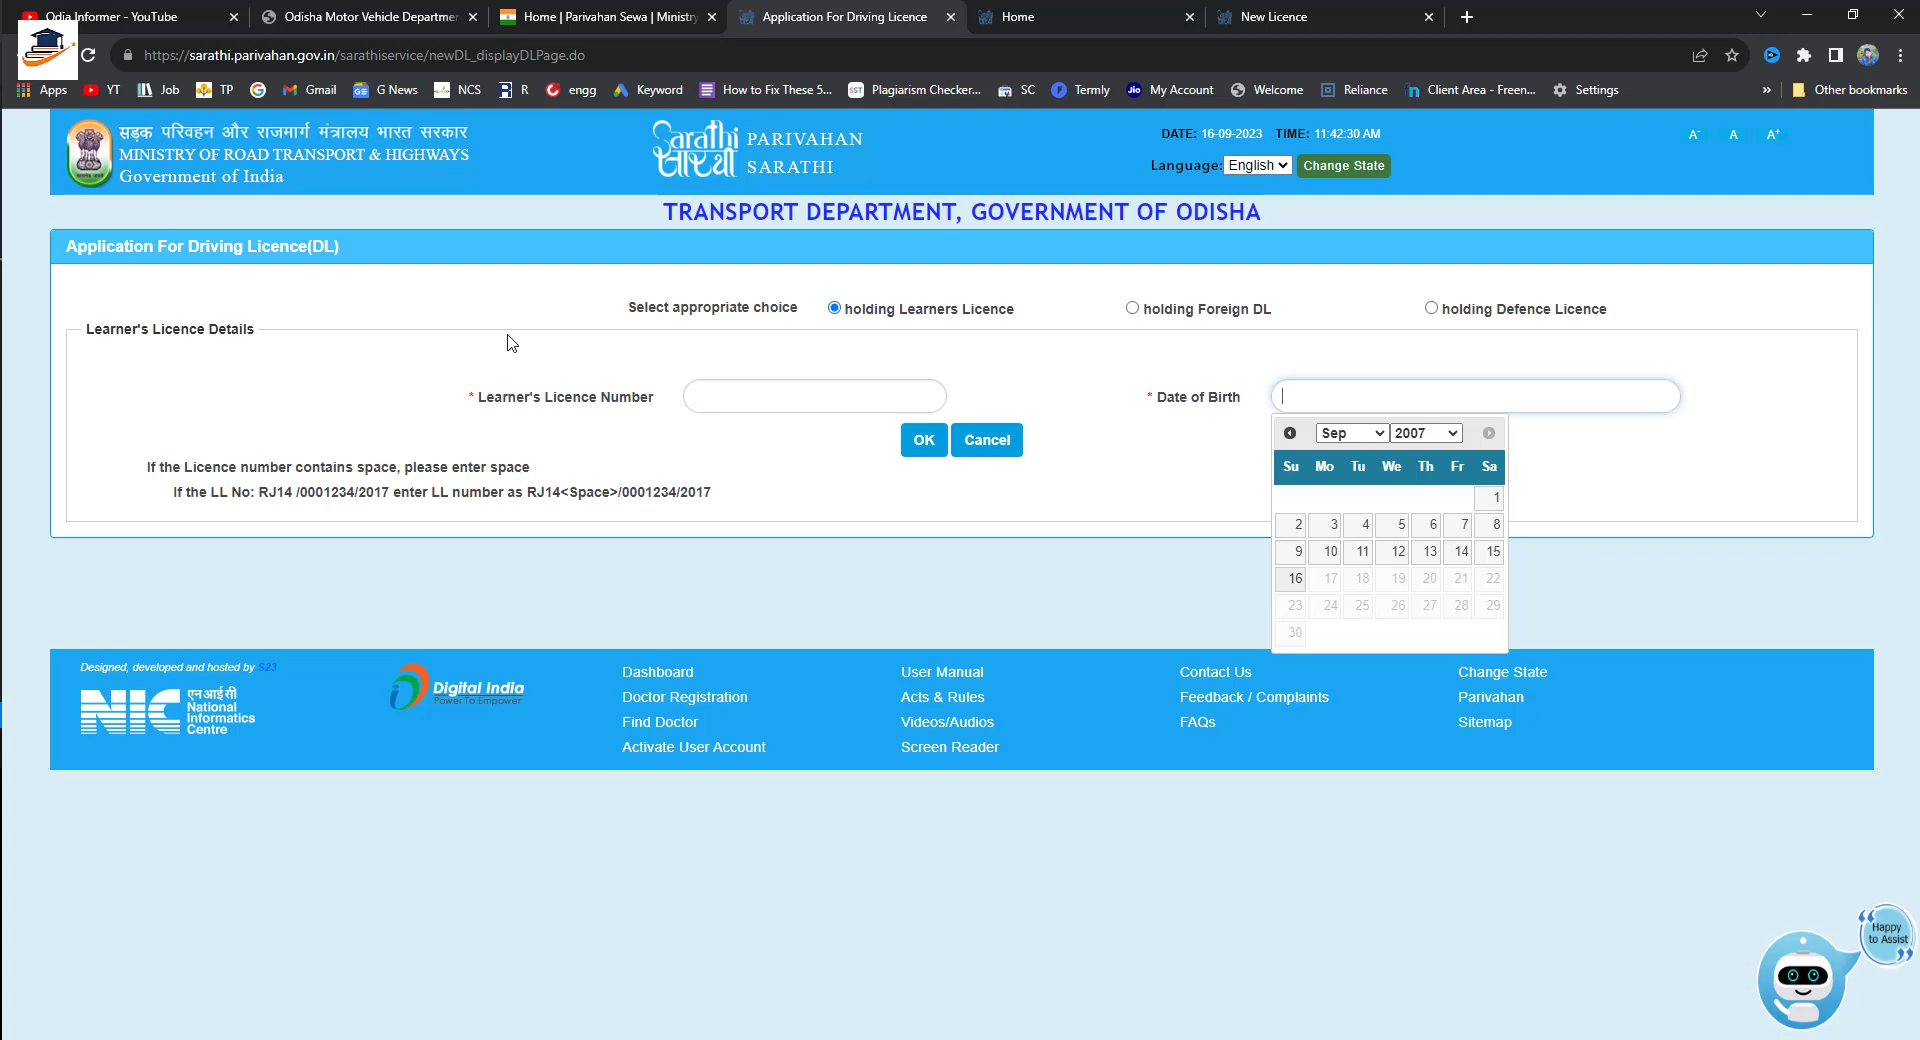 Odia Informer - YouTube
Odisha Motor Vehicle Departmen
Home | Parivahan Sewa | Ministry
Application For Driving Licence
Home
New Licence
https://sarathi.parivahan.gov.in/sarathiservice/newDL_displayDLPage.do
Apps YT Job TP Gmail G News NCS R engg Keyword How to Fix These 5... Plagiarism Checker... SC Termly My Account Welcome Reliance Client Area - Freen... Settings » Other bookmarks
सड़क परिवहन और राजमार्ग मंत्रालय भारत सरकार
MINISTRY OF ROAD TRANSPORT & HIGHWAYS
Government of India
Sarathi
सारथी
PARIVAHAN
SARATHI
DATE: 16-09-2023 TIME: 11:42:30 AM
Language: English Change State
A- A A+
TRANSPORT DEPARTMENT, GOVERNMENT OF ODISHA
Application For Driving Licence(DL)
Select appropriate choice holding Learners Licence holding Foreign DL holding Defence Licence
Learner's Licence Details
* Learner's Licence Number * Date of Birth
OK Cancel
If the Licence number contains space, please enter space
If the LL No: RJ14 /0001234/2017 enter LL number as RJ14<Space>/0001234/2017
Sep 2007
Su Mo Tu We Th Fr Sa
1
2 3 4 5 6 7 8
9 10 11 12 13 14 15
16 17 18 19 20 21 22
23 24 25 26 27 28 29
30
Designed, developed and hosted by S23
NIC
एन आई सी
National
Informatics
Centre
Digital India
Power To Empower
Dashboard
Doctor Registration
Find Doctor
Activate User Account
User Manual
Acts & Rules
Videos/Audios
Screen Reader
Contact Us
Feedback / Complaints
FAQs
Change State
Parivahan
Sitemap
Happy
to Assist